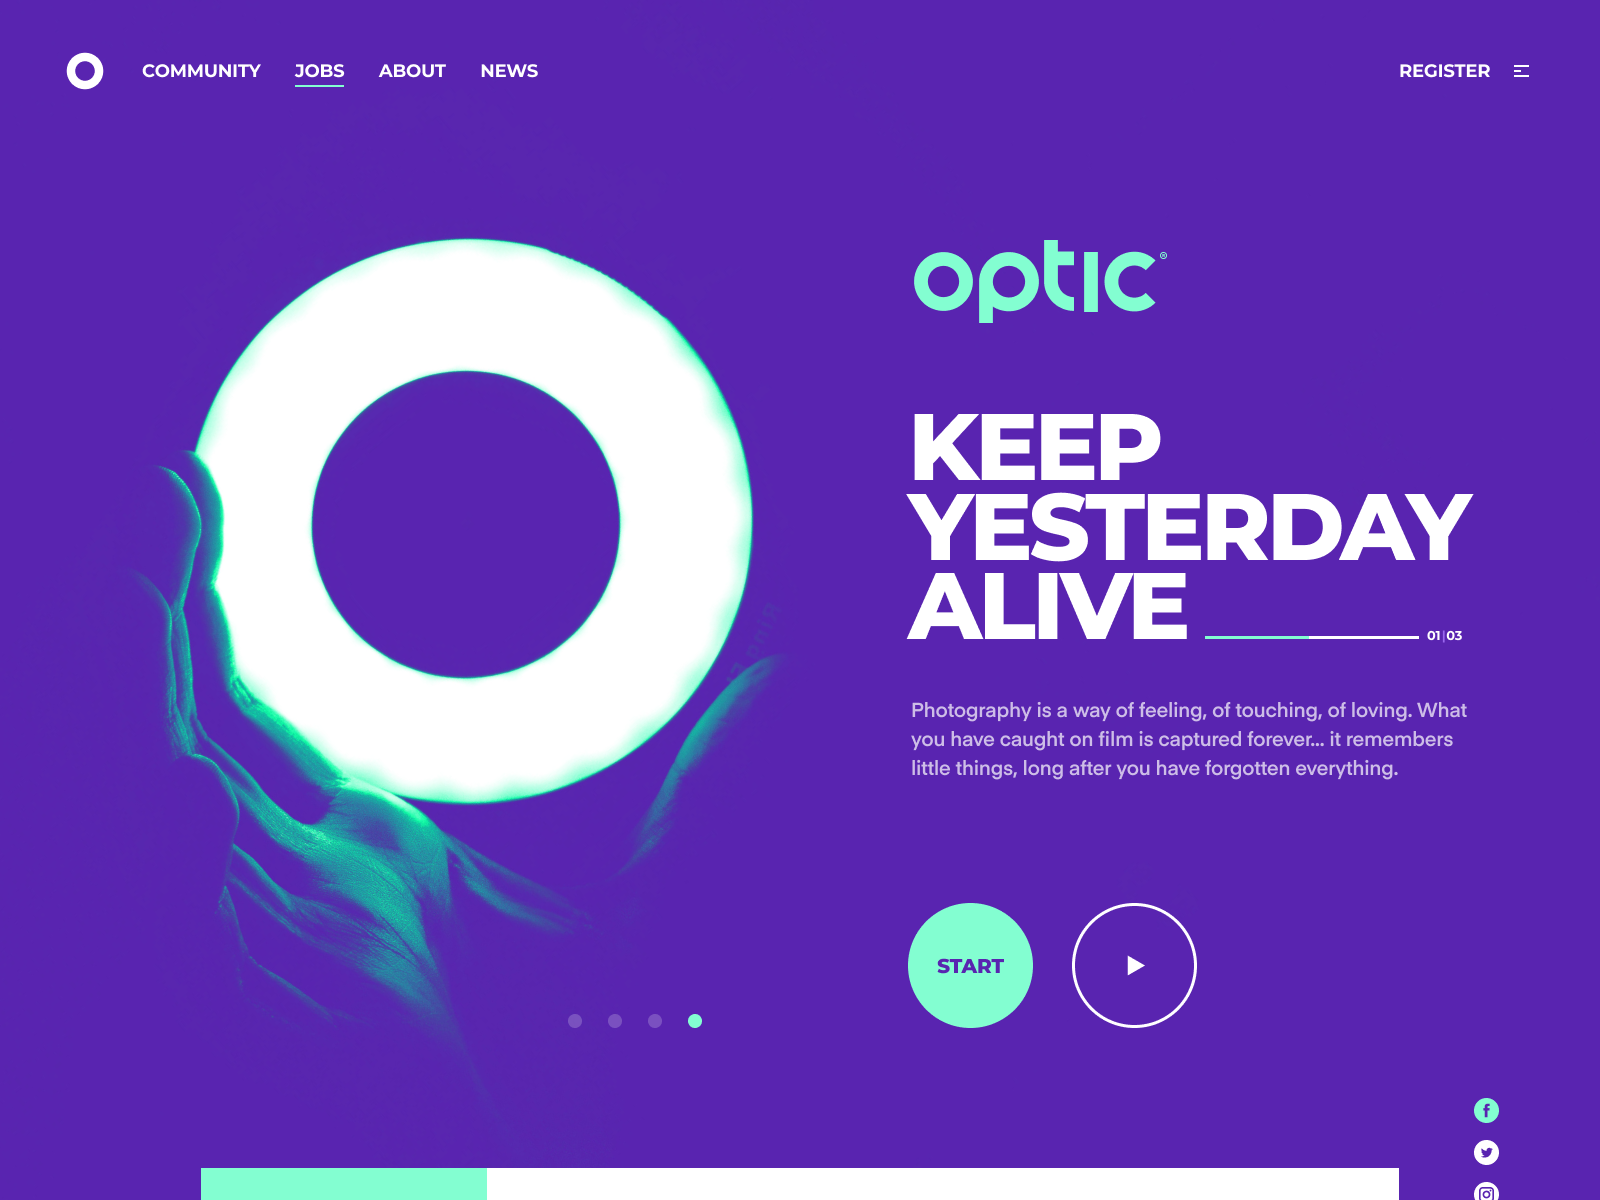 COMMUNITY JOBS ABOUT NEWS REGISTER
optic®
KEEP
YESTERDAY
ALIVE
01|03
Photography is a way of feeling, of touching, of loving. What
you have caught on film is captured forever... it remembers
little things, long after you have forgotten everything.
START